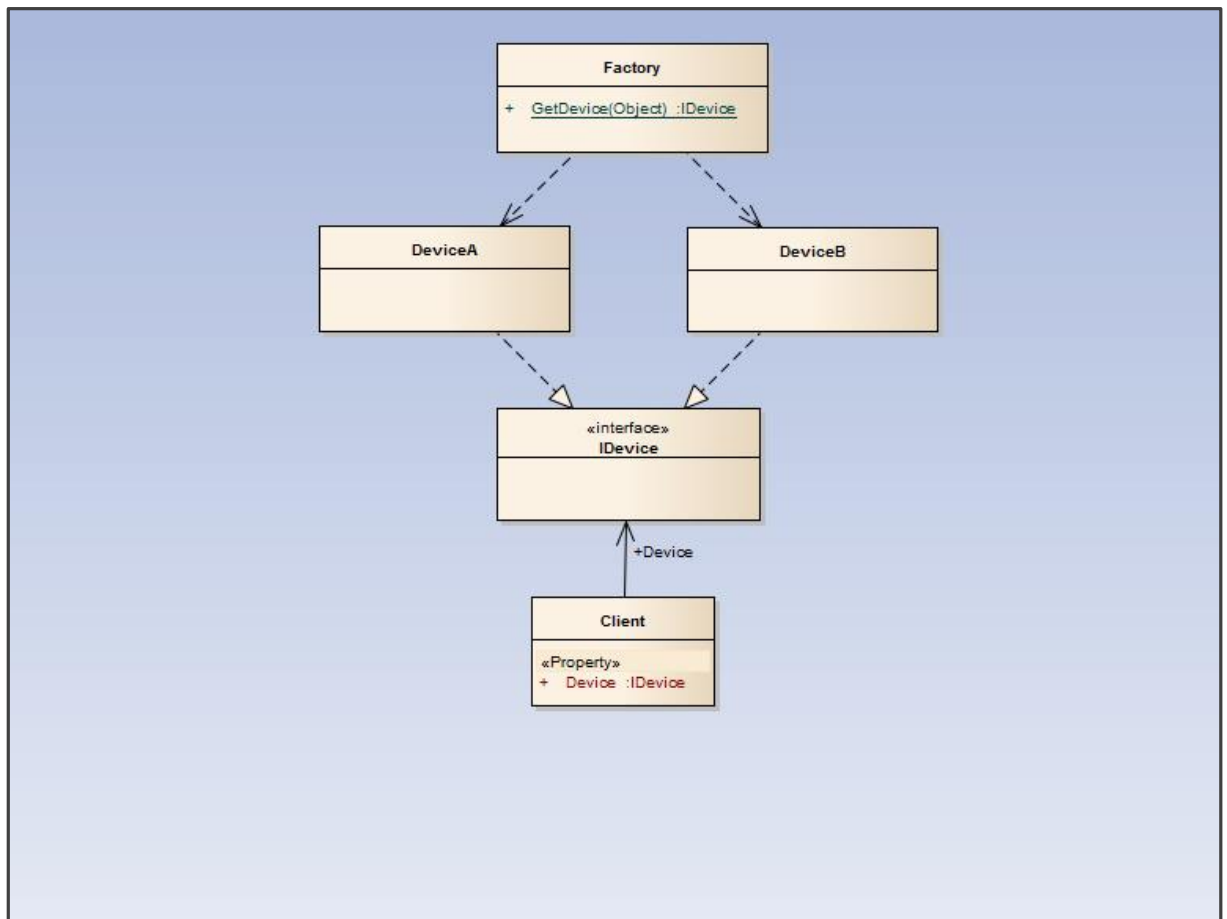 Factory
+ GetDevice(Object) :IDevice
DeviceA
DeviceB
«interface»
IDevice
+Device
Client
«Property»
+ Device :IDevice